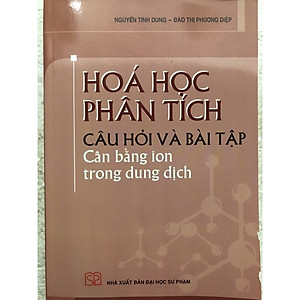 NGUYỄN TINH DUNG – ĐÀO THỊ PHƯƠNG DIỆP
HOÁ HỌC
PHÂN TÍCH
CÂU HỎI VÀ BÀI TẬP
Cân bằng ion
trong dung dịch
NHÀ XUẤT BẢN ĐẠI HỌC SƯ PHẠM